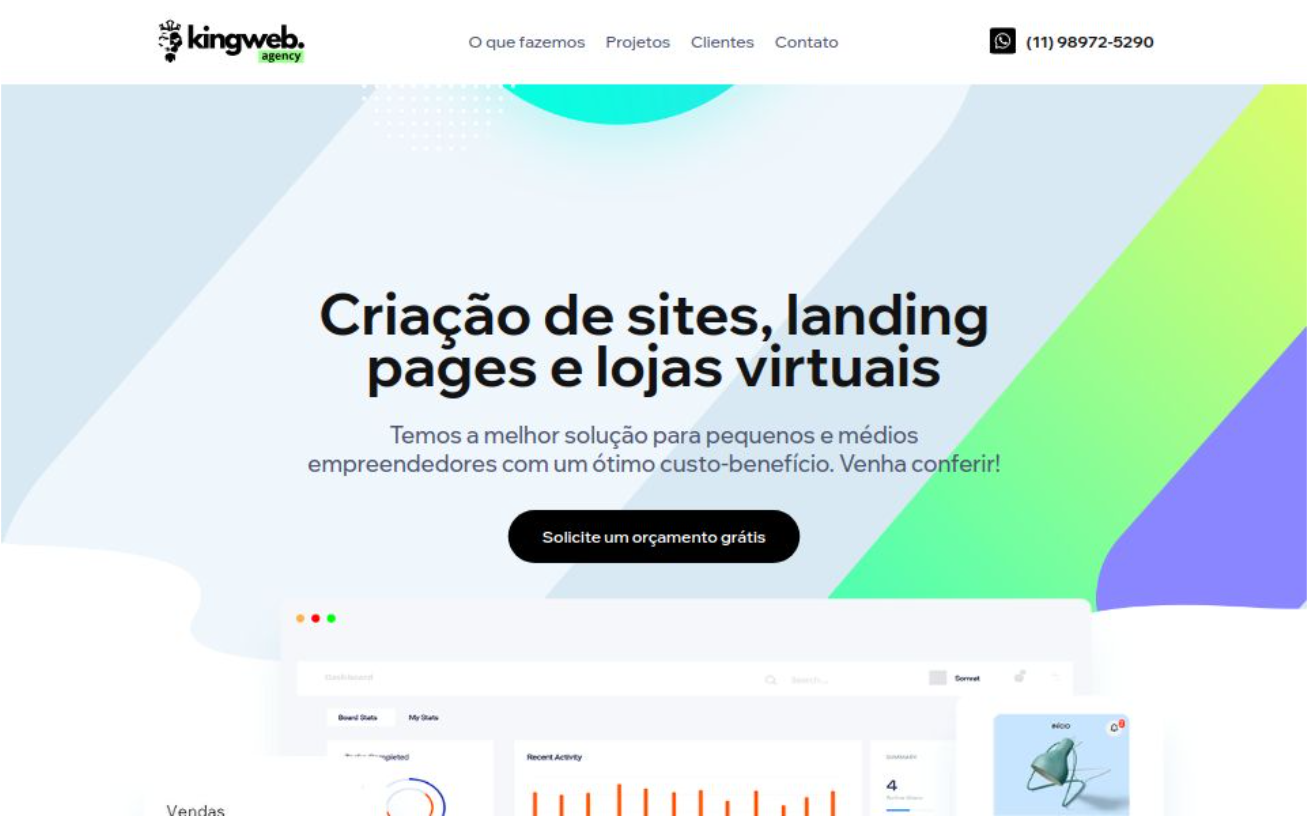 kingweb.
agency
O que fazemos Projetos Clientes Contato
(11) 98972-5290
Criação de sites, landing
pages e lojas virtuais
Temos a melhor solução para pequenos e médios
empreendedores com um ótimo custo-benefício. Venha conferir!
Solicite um orçamento grátis
Dashboard
Search...
Board Stats My Stats
Recent Activity
SUMMARY
4
INÍCIO
2
Vendas